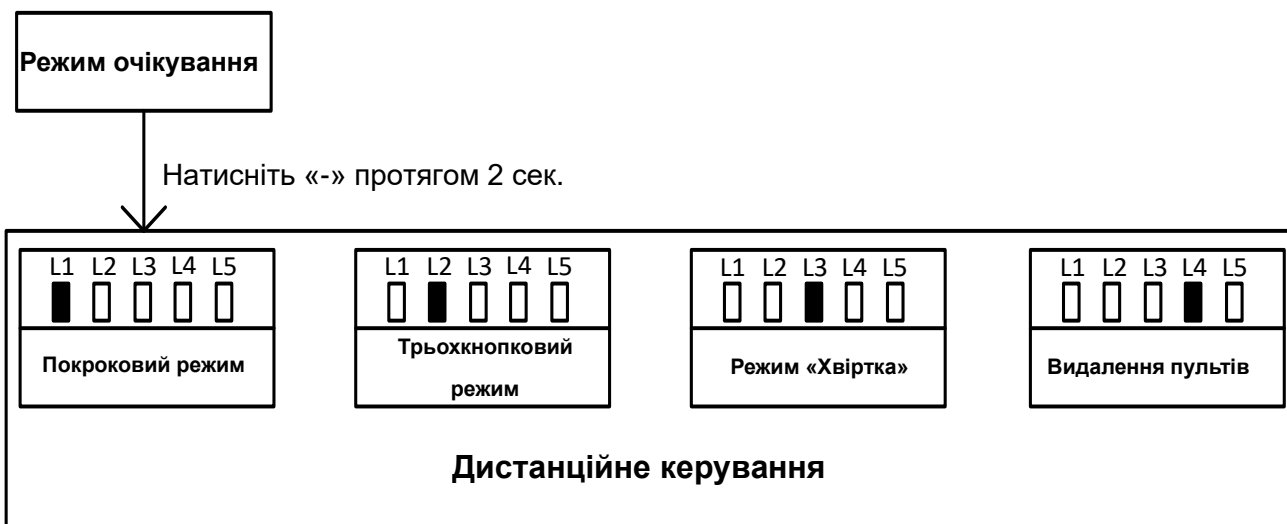 Режим очікування
Натисніть «-» протягом 2 сек.
L1 L2 L3 L4 L5
Покроковий режим
L1 L2 L3 L4 L5
Трьохкнопковий
режим
L1 L2 L3 L4 L5
Режим «Хвіртка»
L1 L2 L3 L4 L5
Видалення пультів
Дистанційне керування